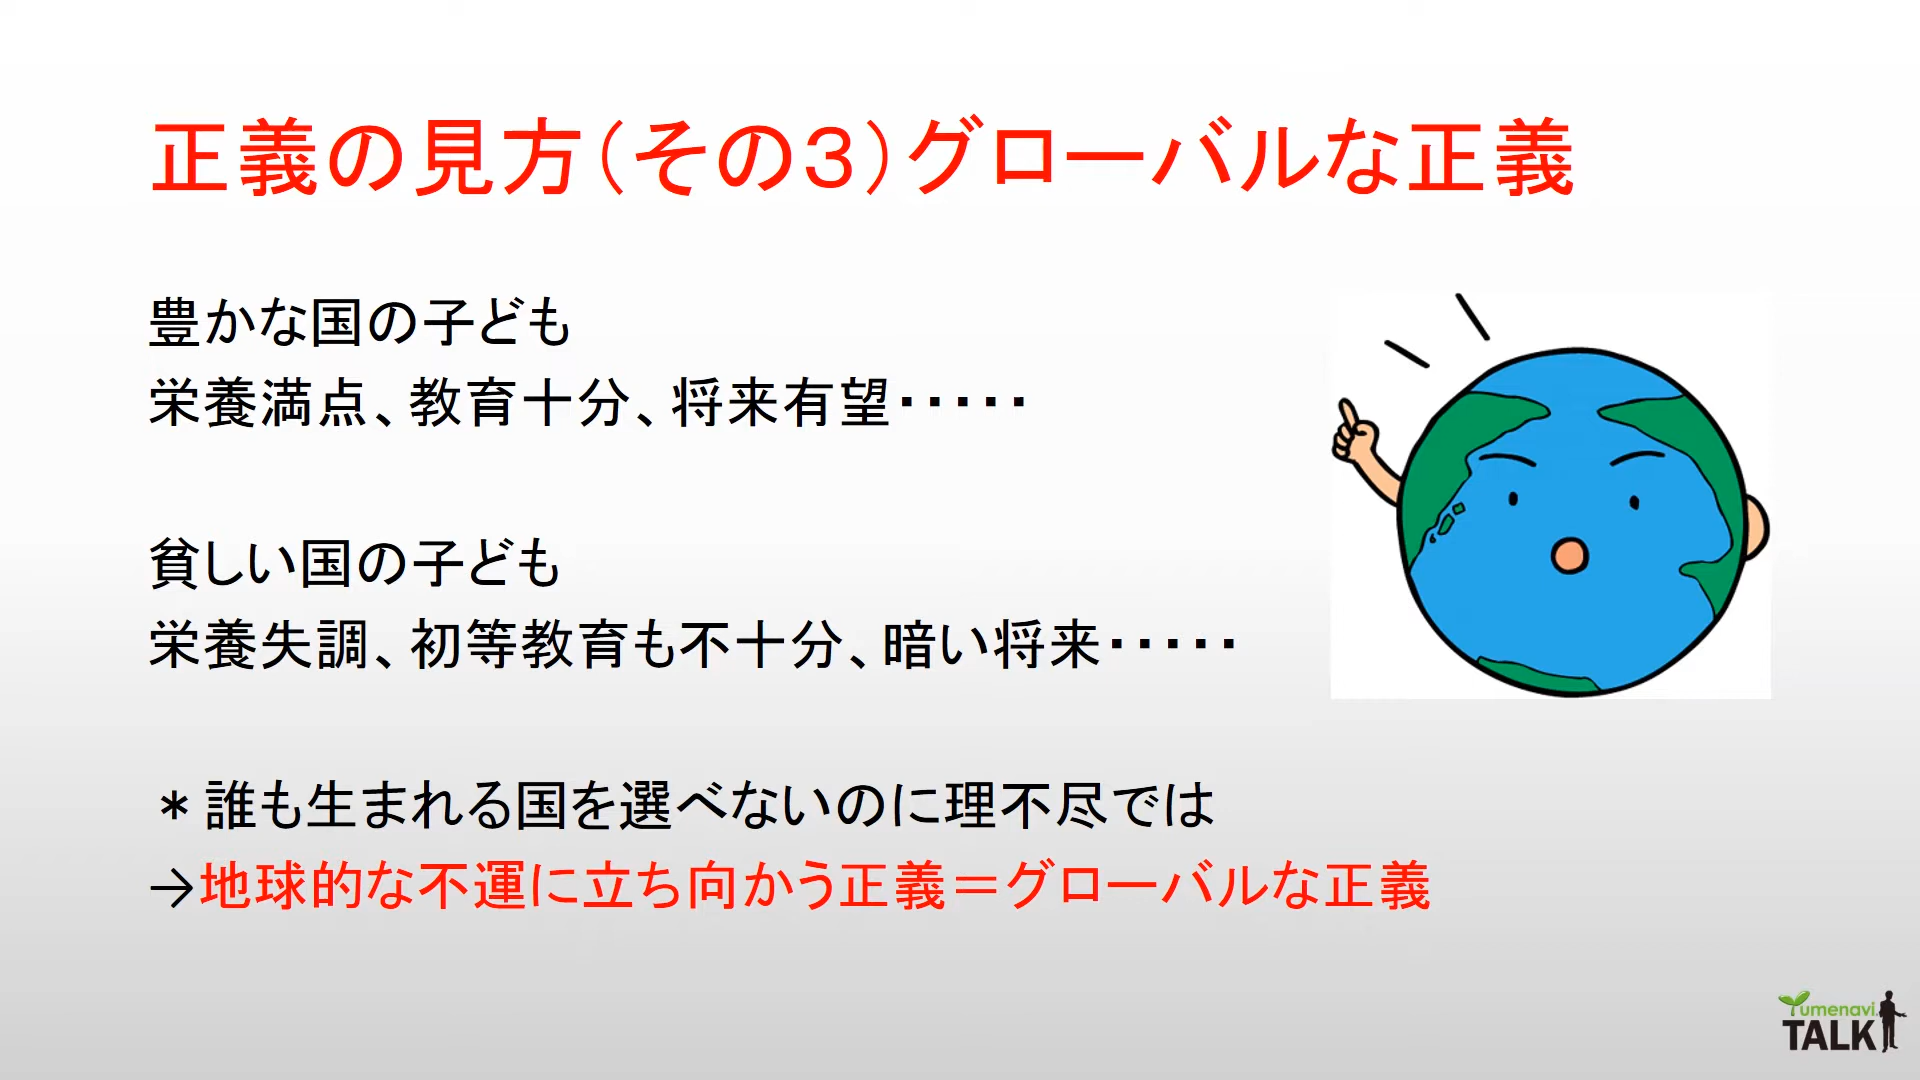 正義の見方（その３）グローバルな正義
豊かな国の子ども
栄養満点、教育十分、将来有望・・・・・
貧しい国の子ども
栄養失調、初等教育も不十分、暗い将来・・・・・
＊誰も生まれる国を選べないのに理不尽では
→地球的な不運に立ち向かう正義＝グローバルな正義
Yumenavi
TALK